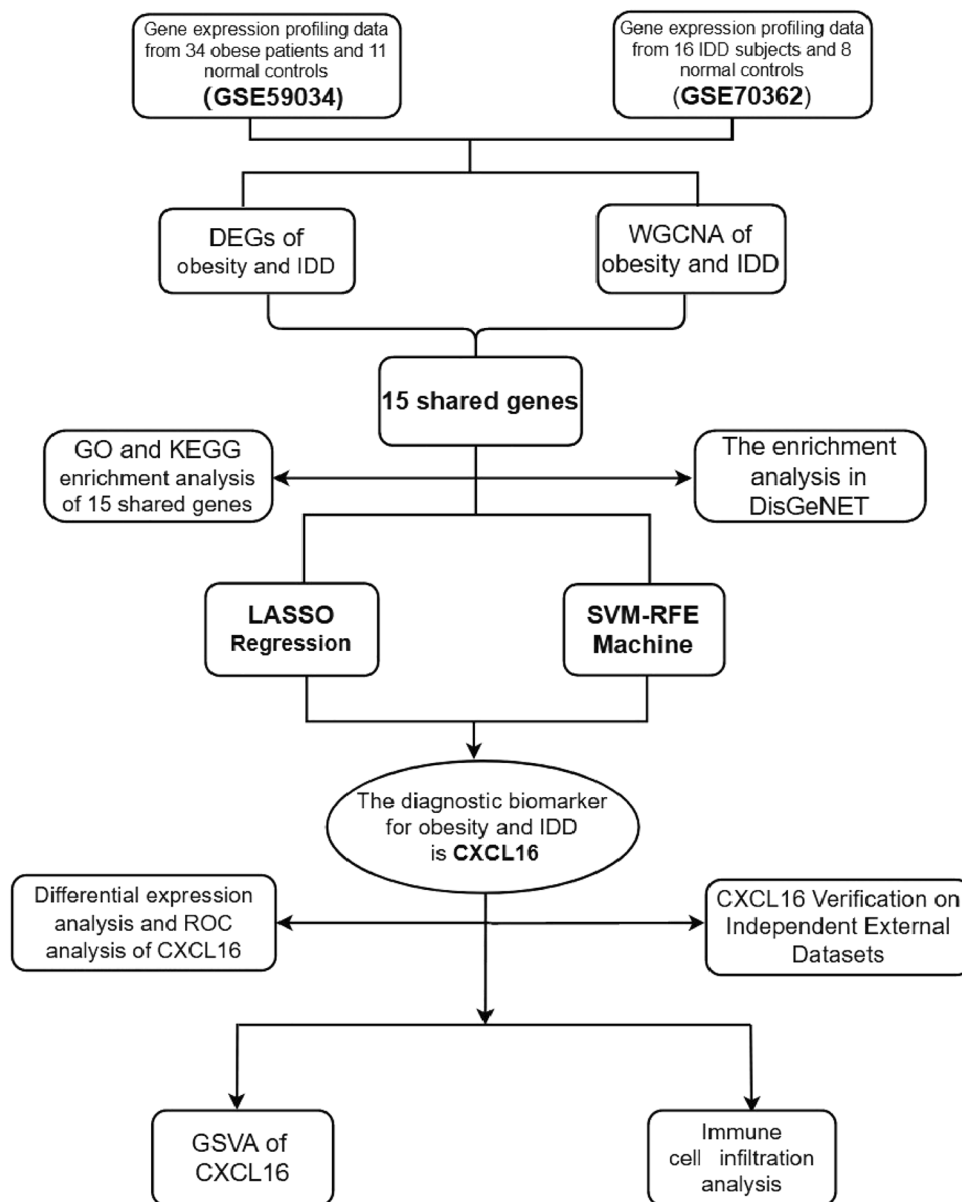 Gene expression profiling data
from 34 obese patients and 11
normal controls
(GSE59034)
Gene expression profiling data
from 16 IDD subjects and 8
normal controls
(GSE70362)
DEGs of
obesity and IDD
WGCNA of
obesity and IDD
15 shared genes
GO and KEGG
enrichment analysis
of 15 shared genes
The enrichment
analysis in
DisGeNET
LASSO
Regression
SVM-RFE
Machine
The diagnostic biomarker
for obesity and IDD
is CXCL16
Differential expression
analysis and ROC
analysis of CXCL16
CXCL16 Verification on
Independent External
Datasets
GSVA of
CXCL16
Immune
cell infiltration
analysis